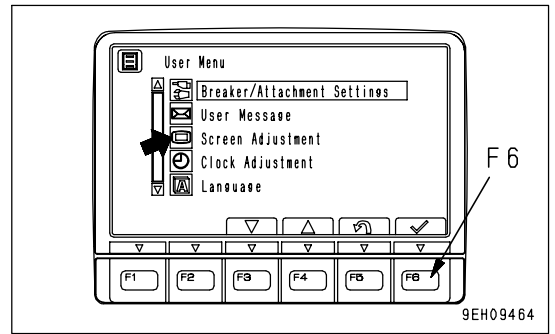 User Menu
Breaker/Attachment Settings
User Message
Screen Adjustment
Clock Adjustment
A Language
F6
F1 F2 F3 F4 F5 F6
9EH09464